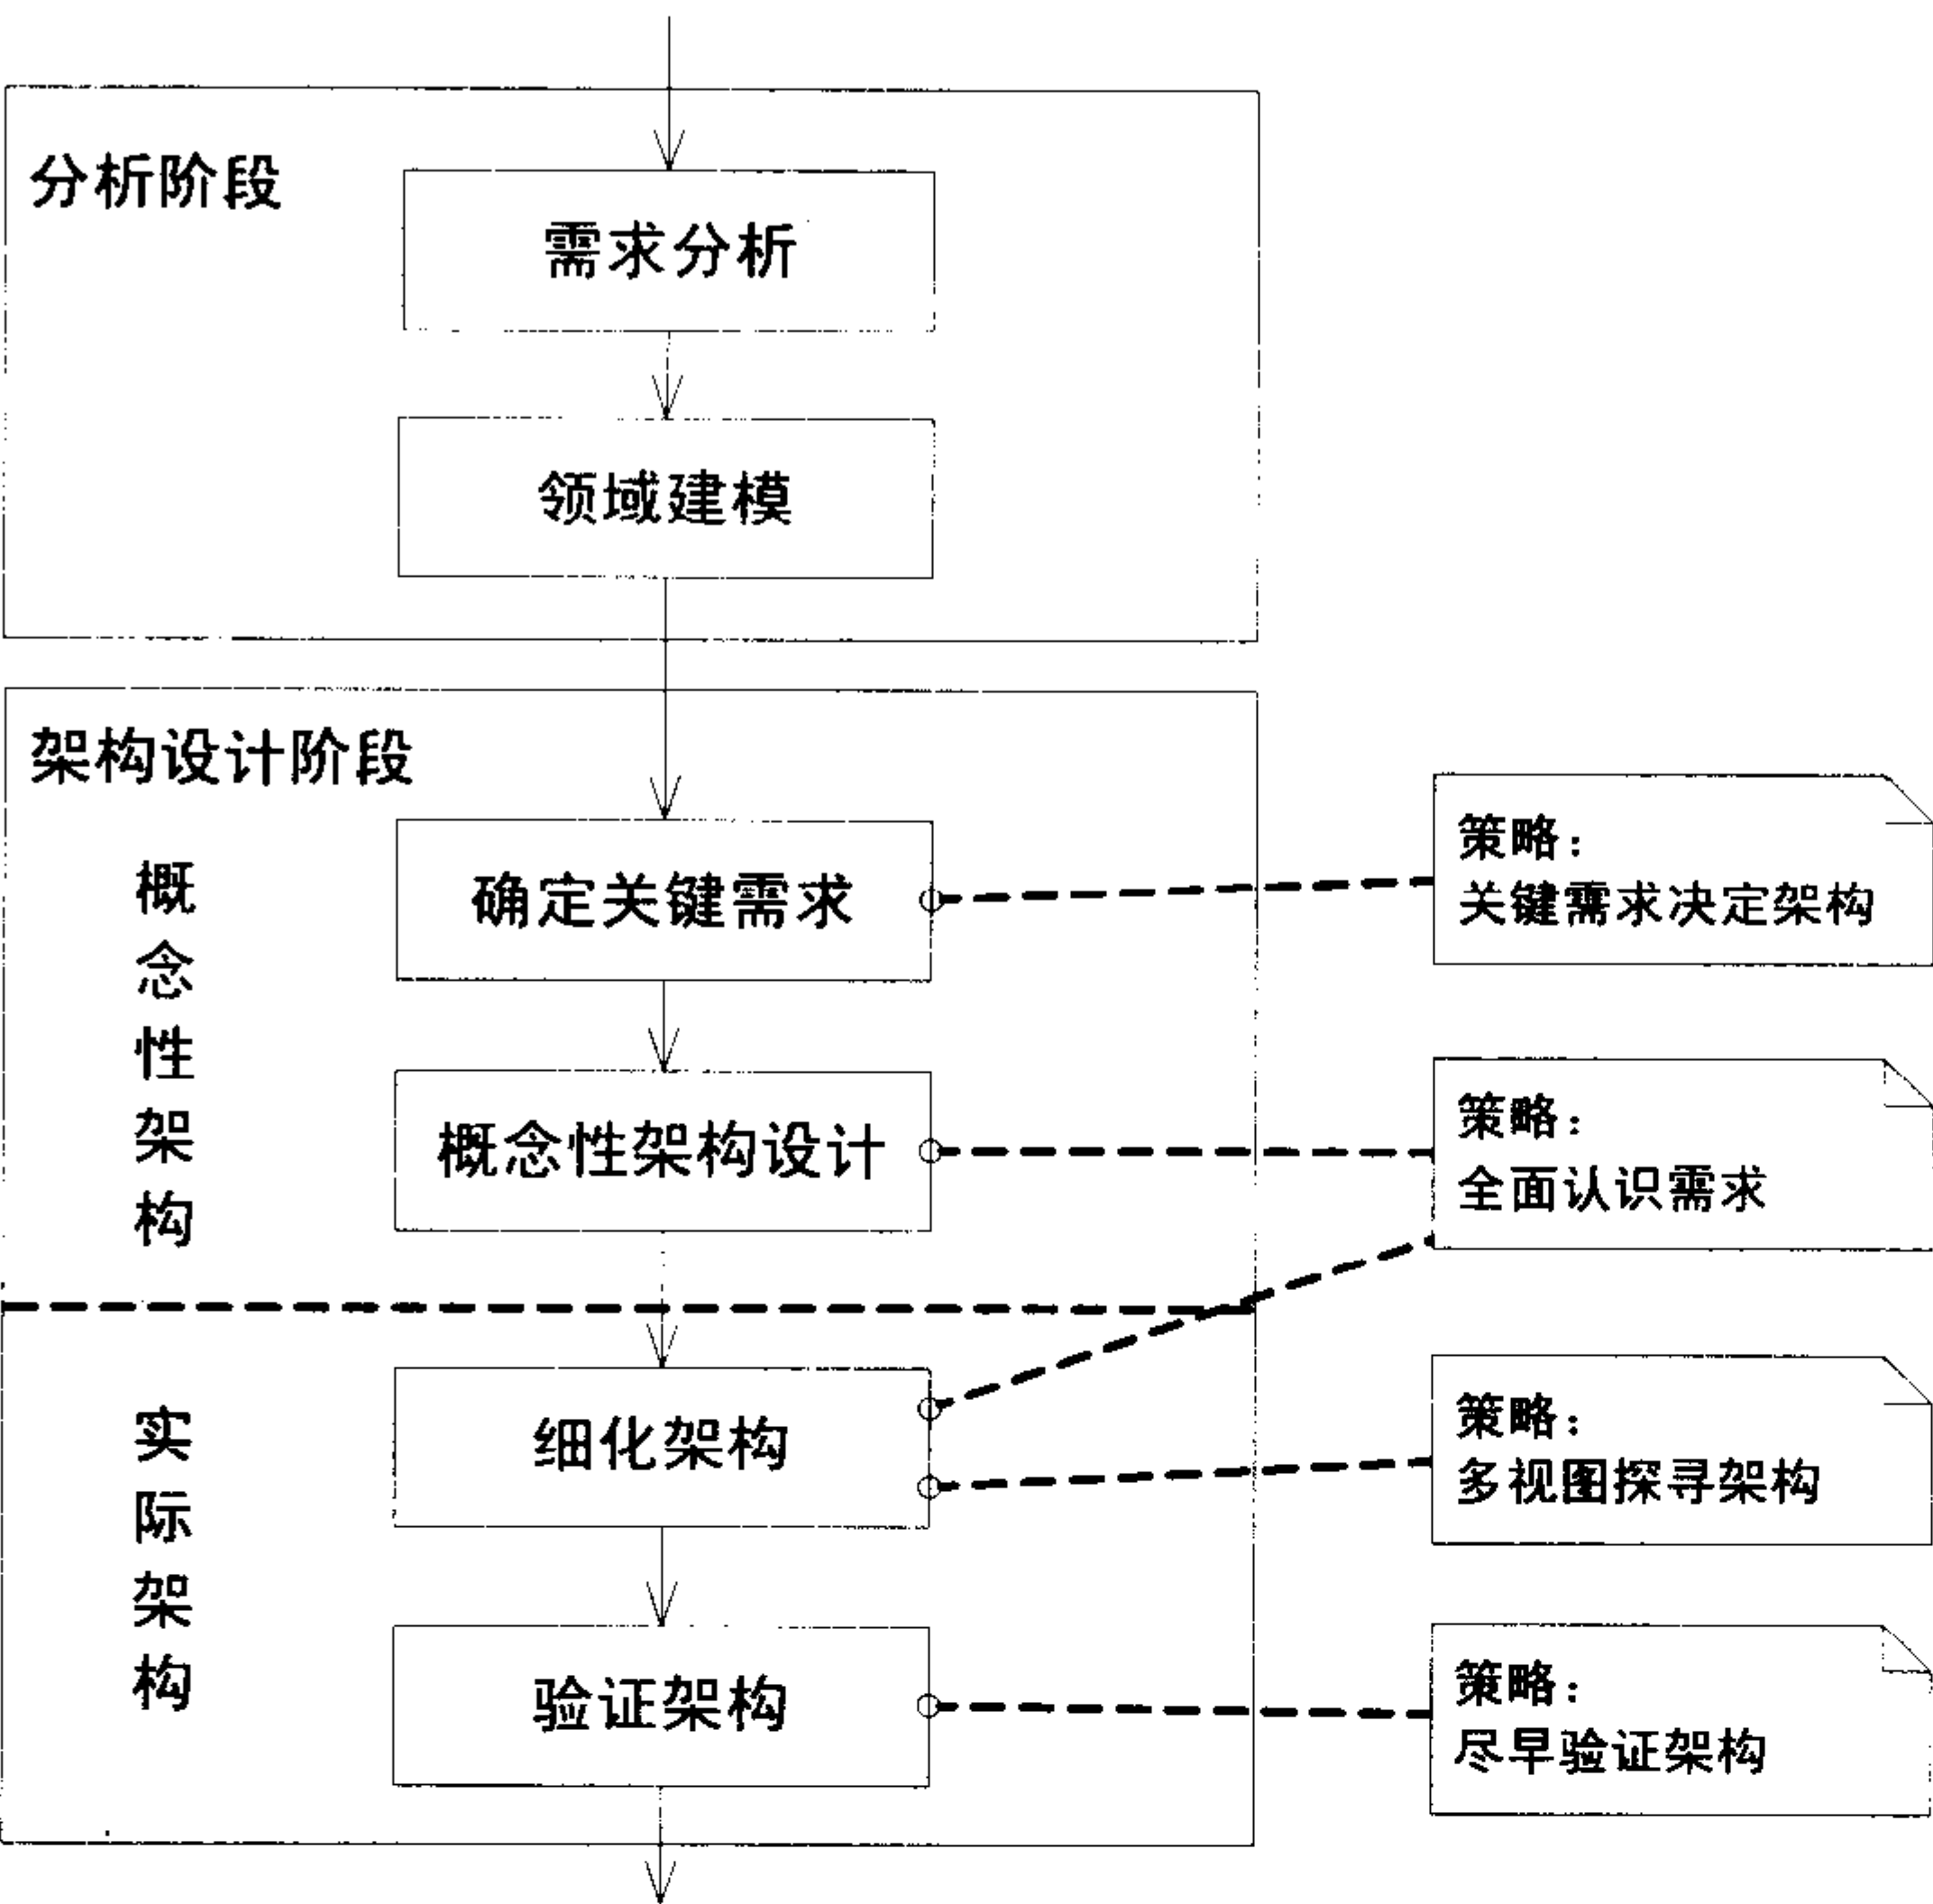 分析阶段
需求分析
领域建模
架构设计阶段
概念性架构
确定关键需求
策略：
关键需求决定架构
概念性架构设计
策略：
全面认识需求
实际架构
细化架构
策略：
多视图探寻架构
验证架构
策略：
尽早验证架构